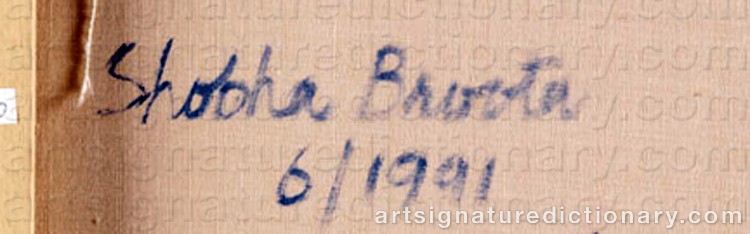 Shobha Broota
6/1991
artsignaturedictionary.com